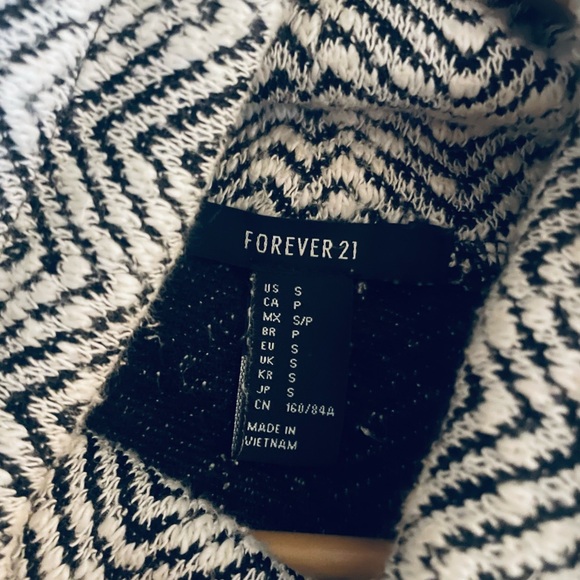 FOREVER 21
US S
CA P
MX S/P
BR P
EU S
UK S
KR S
JP S
CN 160/84A
MADE IN
VIETNAM